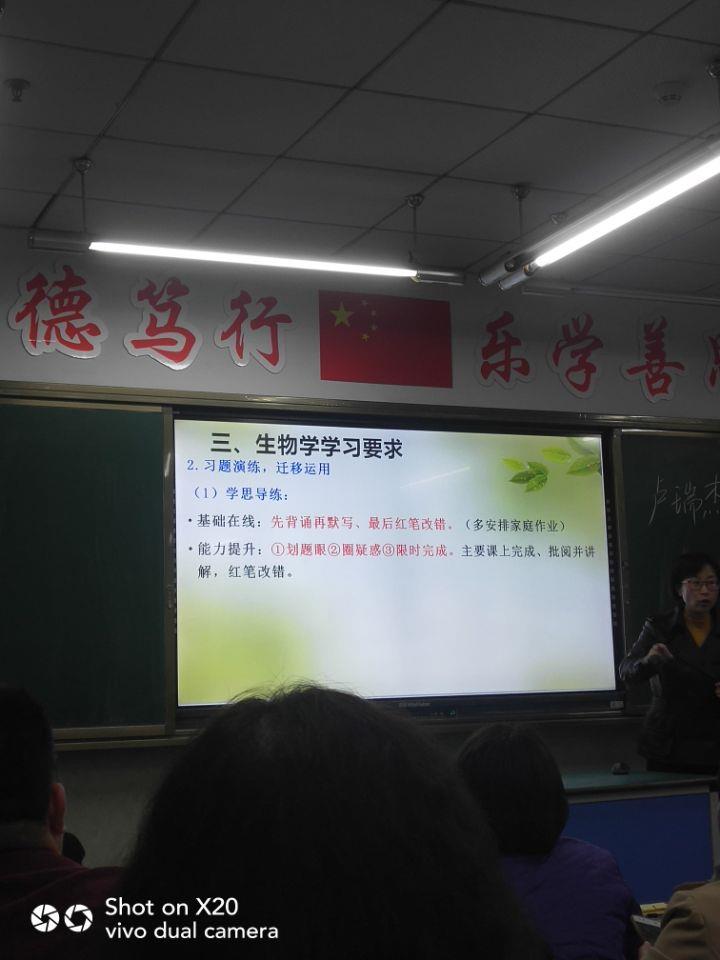 德笃行
乐学善
三、生物学学习要求
2.习题演练，迁移运用
（1）学思导练：
•基础在线：先背诵再默写、最后红笔改错。（多安排家庭作业）
•能力提升：①划题眼②圈疑惑③限时完成。主要课上完成、批阅并讲
解，红笔改错。
卢瑞杰
Shot on X20
vivo dual camera